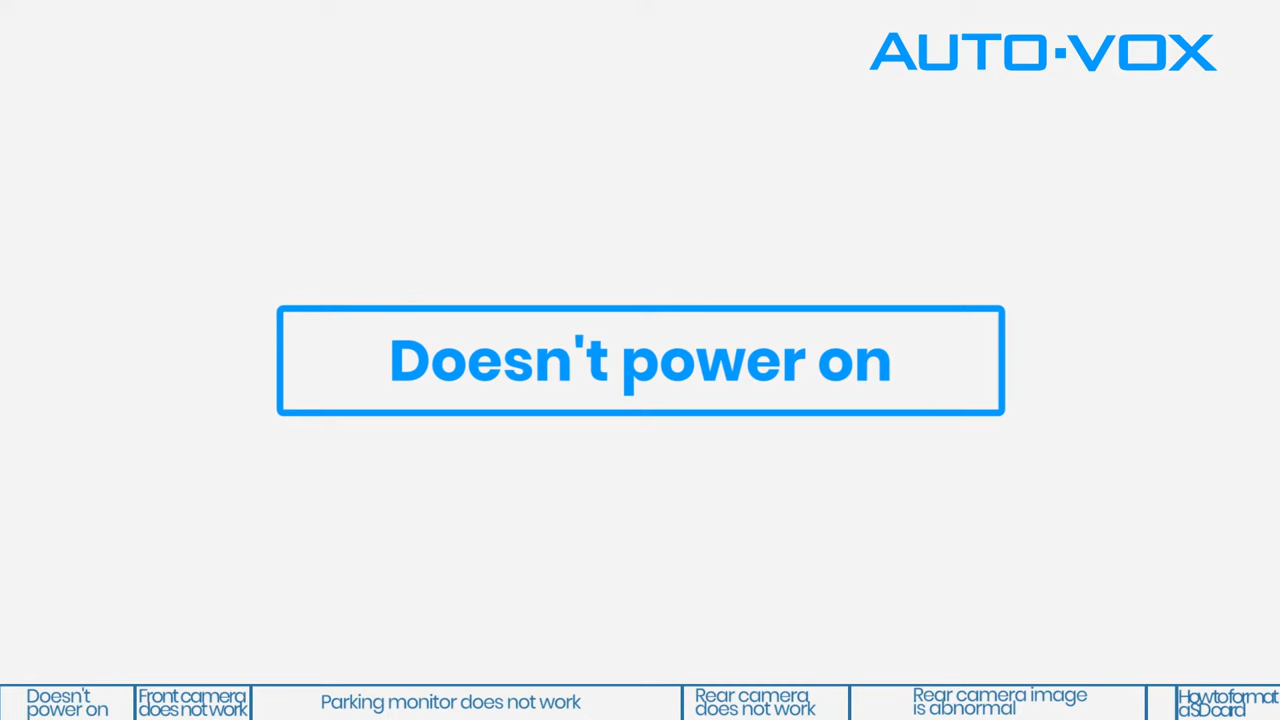 AUTO·VOX
Doesn't power on
Doesn't
power on
Front camera
does not work
Parking monitor does not work
Rear camera
does not work
Rear camera image
is abnormal
How to format
a SD card